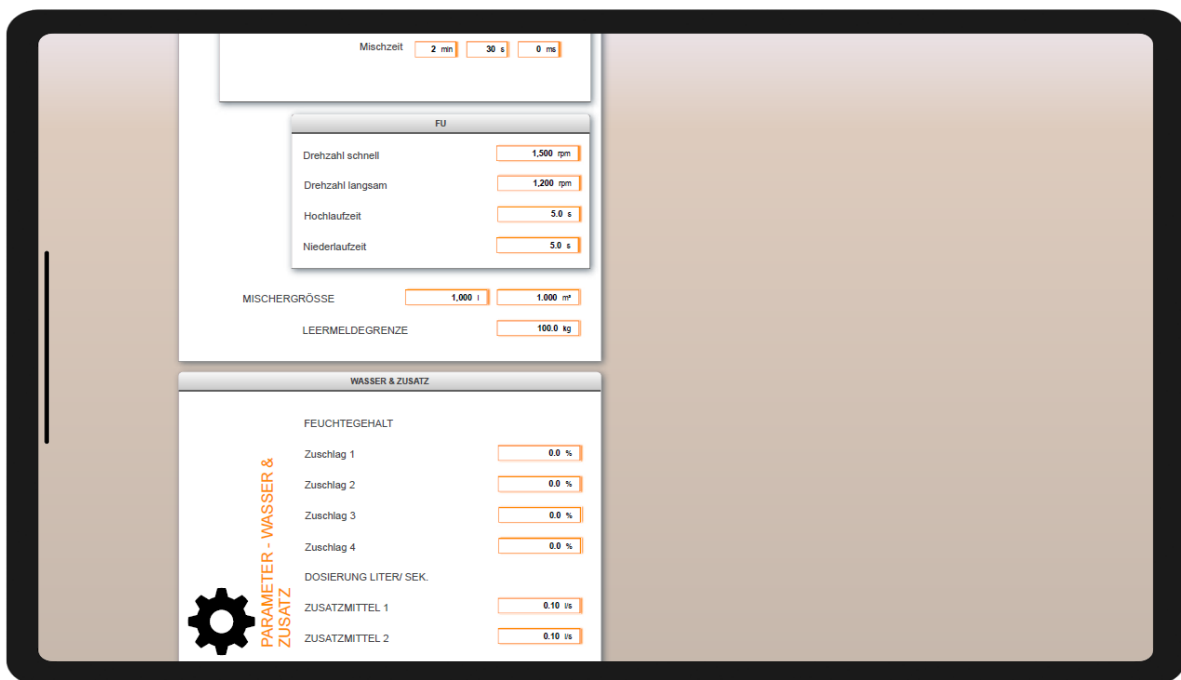 Mischzeit 2 min 30 s 0 ms
FU
Drehzahl schnell 1,500 rpm
Drehzahl langsam 1,200 rpm
Hochlaufzeit 5.0 s
Niederlaufzeit 5.0 s
MISCHERGRÖSSE 1,000 l 1.000 m³
LEERMELDEGRENZE 100.0 kg
WASSER & ZUSATZ
FEUCHTEGEHALT
Zuschlag 1 0.0 %
Zuschlag 2 0.0 %
Zuschlag 3 0.0 %
Zuschlag 4 0.0 %
DOSIERUNG LITER/ SEK.
ZUSATZMITTEL 1 0.10 l/s
ZUSATZMITTEL 2 0.10 l/s
PARAMETER - WASSER &
ZUSATZ